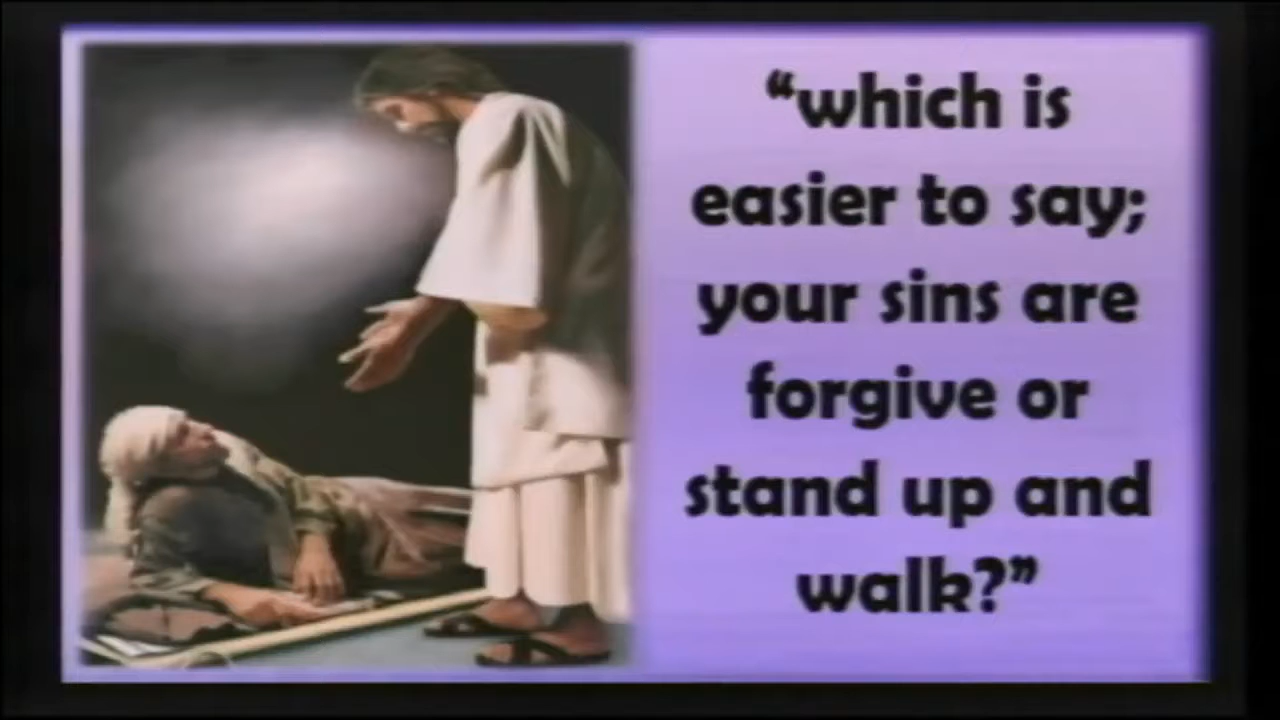 “which is
easier to say;
your sins are
forgive or
stand up and
walk?”